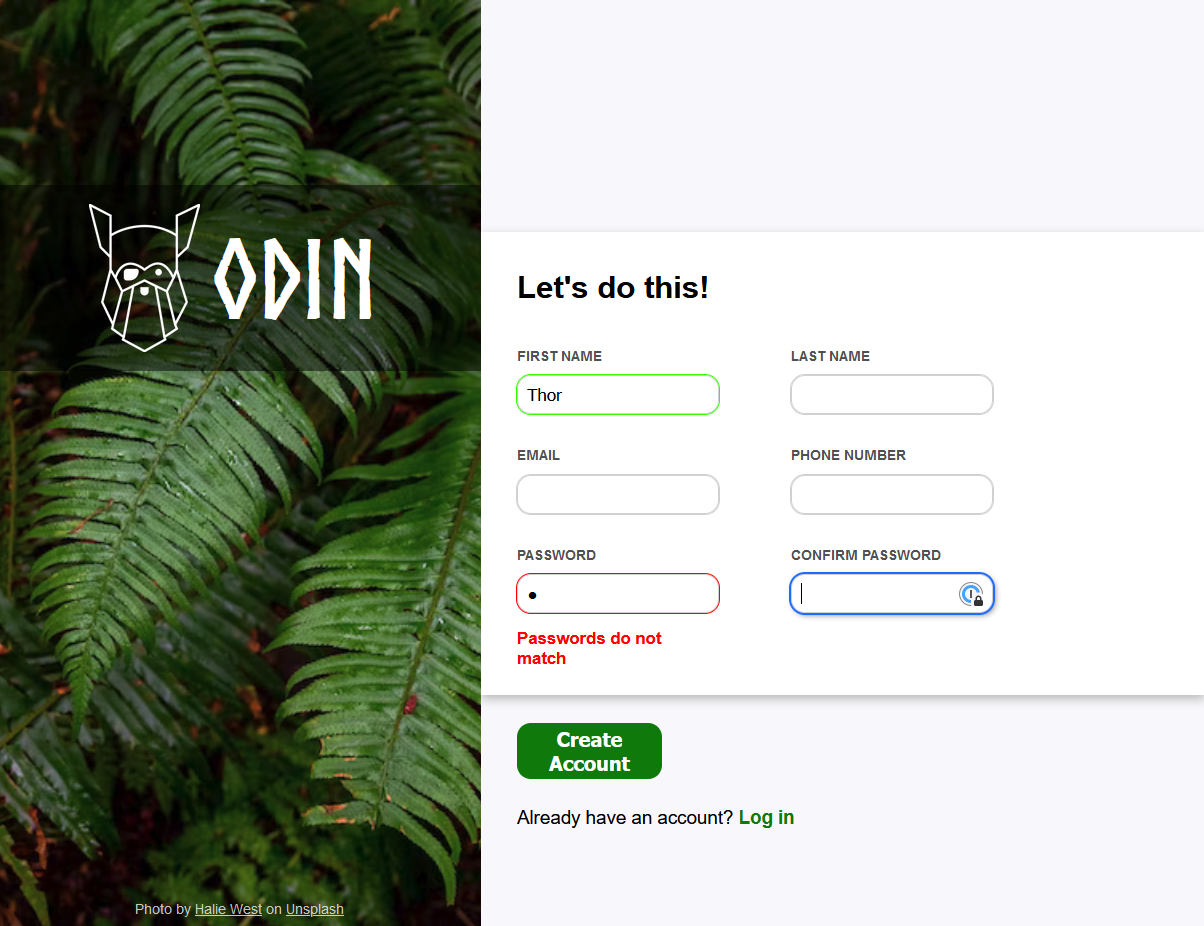 ODIN
Let's do this!
FIRST NAME
LAST NAME
Thor
EMAIL
PHONE NUMBER
PASSWORD
CONFIRM PASSWORD
●
Passwords do not
match
Create
Account
Already have an account? Log in
Photo by Halie West on Unsplash